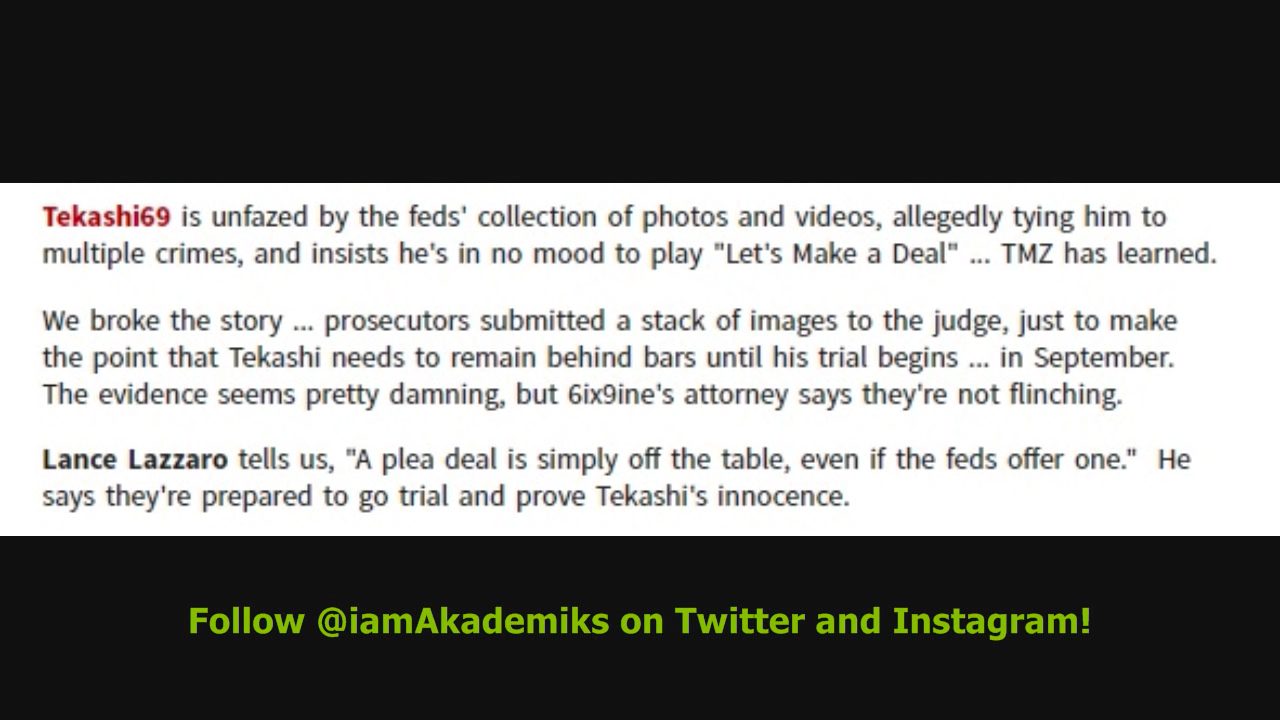 Tekashi69 is unfazed by the feds' collection of photos and videos, allegedly tying him to
multiple crimes, and insists he's in no mood to play "Let's Make a Deal" ... TMZ has learned.
We broke the story ... prosecutors submitted a stack of images to the judge, just to make
the point that Tekashi needs to remain behind bars until his trial begins ... in September.
The evidence seems pretty damning, but 6ix9ine's attorney says they're not flinching.
Lance Lazzaro tells us, "A plea deal is simply off the table, even if the feds offer one."  He
says they're prepared to go trial and prove Tekashi's innocence.
Follow @iamAkademiks on Twitter and Instagram!